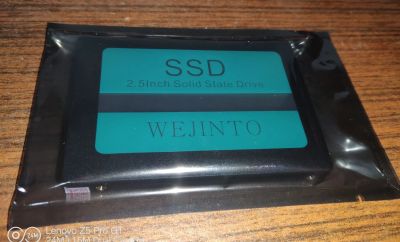 SSD
2.5Inch Solid State Drive
WEJINTO
Lenovo Z5 Pro GT